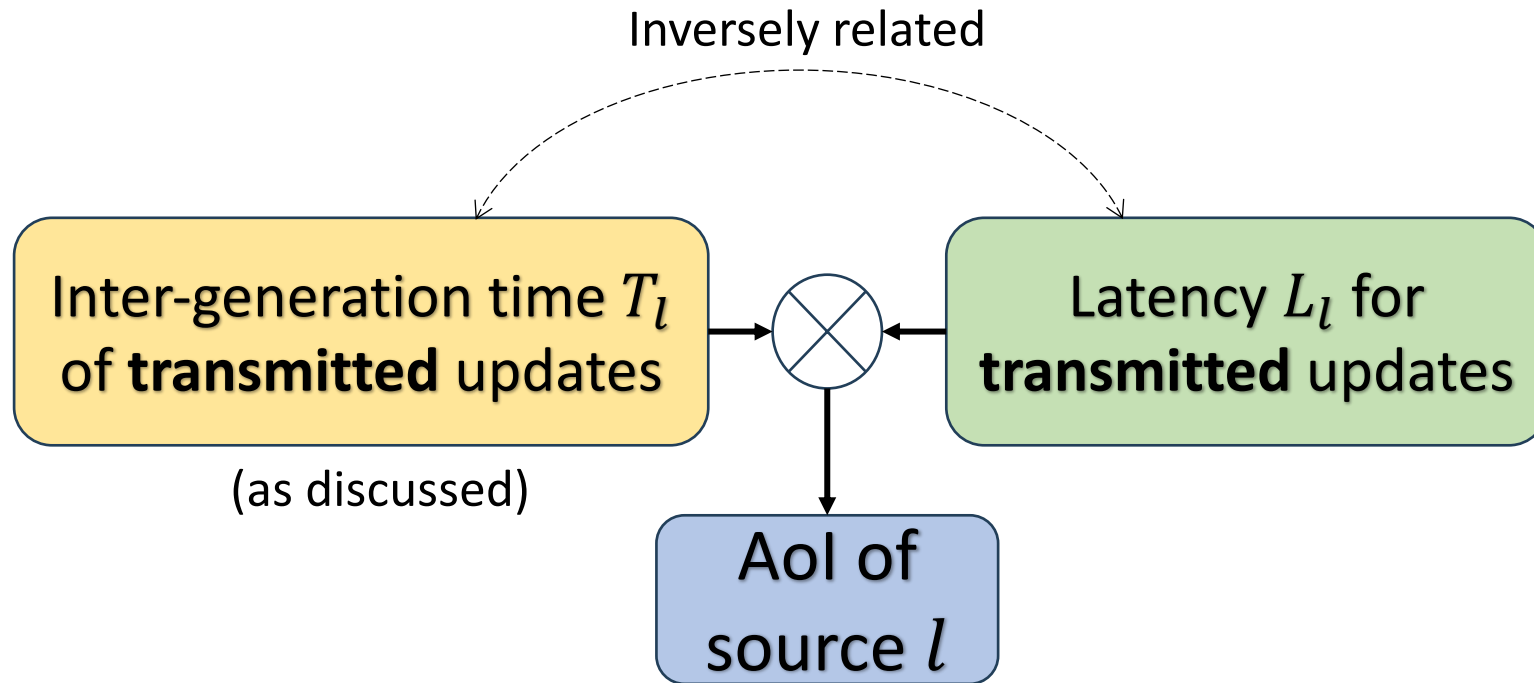 Inversely related
Inter-generation time T_l
of transmitted updates
Latency L_l for
transmitted updates
(as discussed)
AoI of
source l